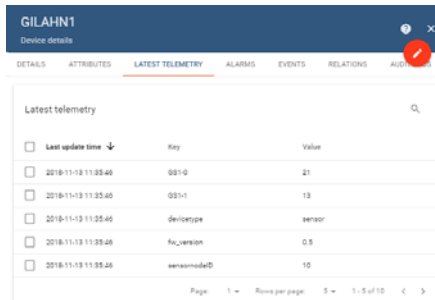 GILAHN1
Device details
DETAILS ATTRIBUTES LATEST TELEMETRY ALARMS EVENTS RELATIONS
Latest telemetry
Last update time Key Value
2018-11-13 11:35:46 GS1-0 21
2018-11-13 11:35:46 GS1-1 13
2018-11-13 11:35:46 devicetype sensor
2018-11-13 11:35:46 fw_version 0.5
2018-11-13 11:35:46 sensormodelID 10
Page: 1 Rows per page: 5 1 - 5 of 10